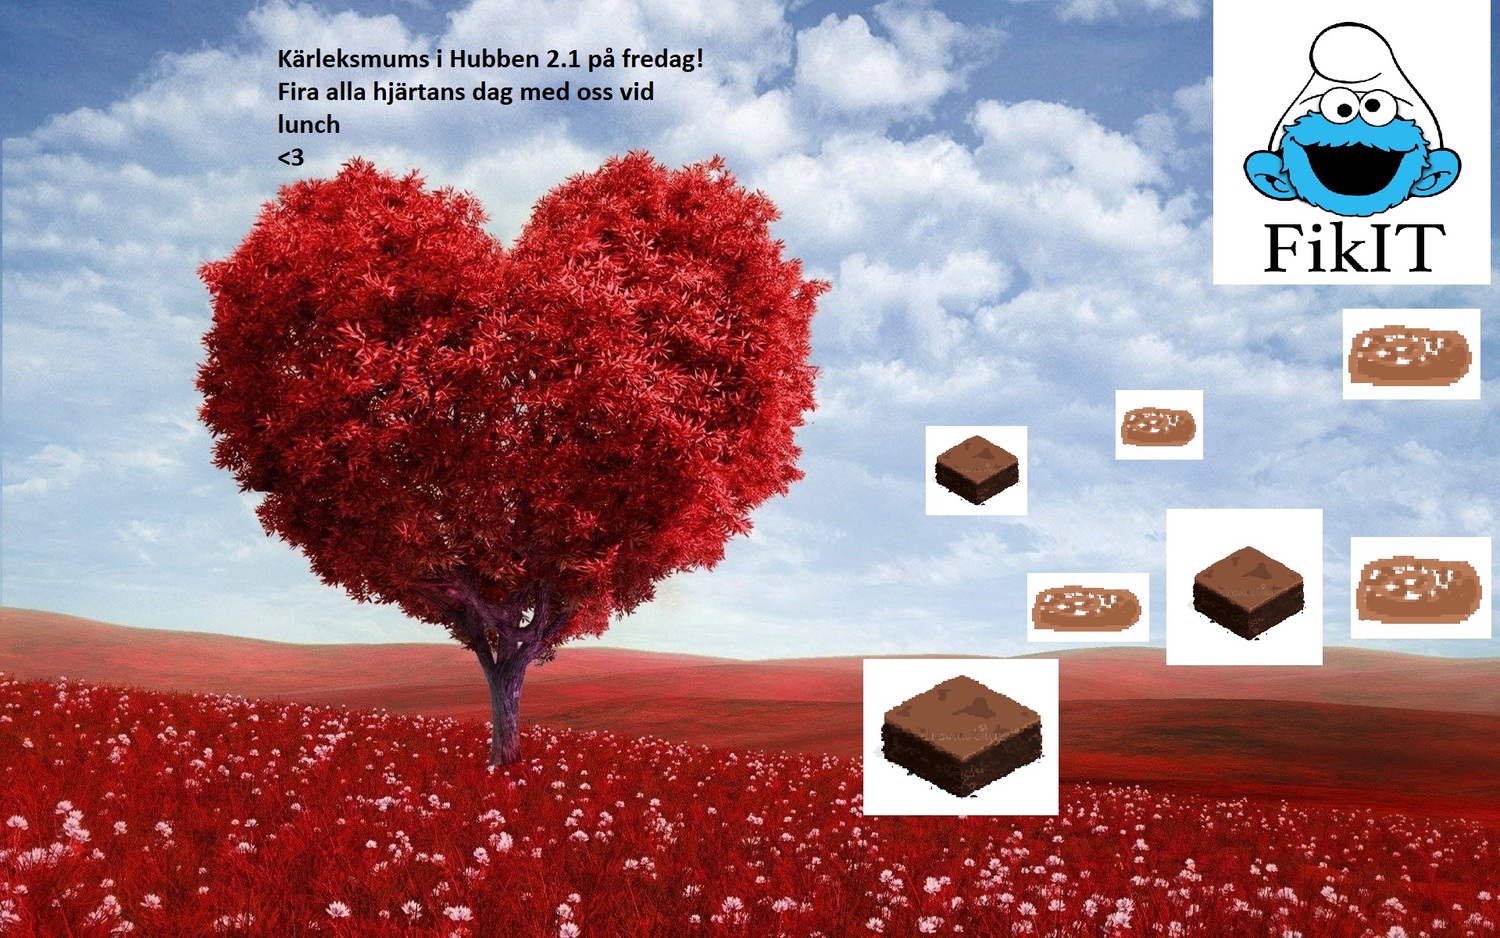 Kärleksmums i Hubben 2.1 på fredag!
Fira alla hjärtans dag med oss vid
lunch
<3
FikIT